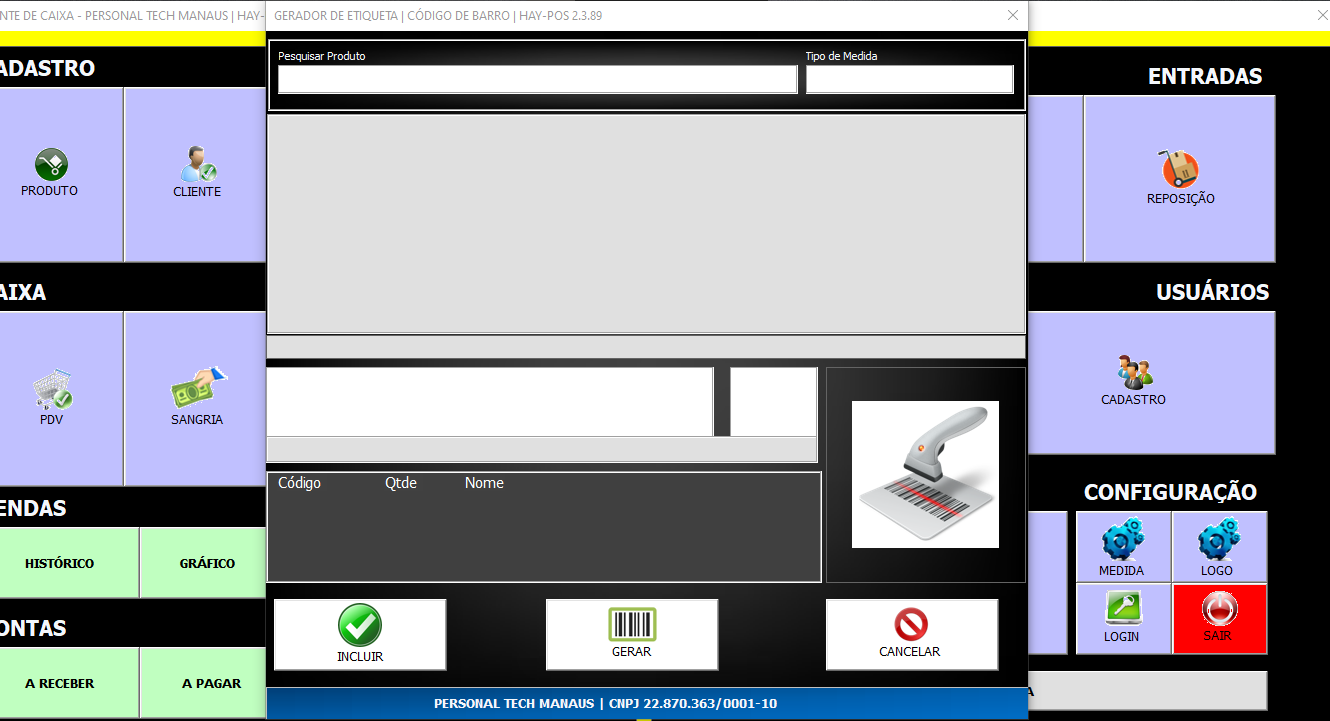 NTE DE CAIXA - PERSONAL TECH MANAUS | HAY-
GERADOR DE ETIQUETA | CÓDIGO DE BARRO | HAY-POS 2.3.89
Pesquisar Produto
Tipo de Medida
ADASTRO
ENTRADAS
PRODUTO
CLIENTE
REPOSIÇÃO
AIXA
USUÁRIOS
PDV
SANGRIA
CADASTRO
Código Qtde Nome
ENDAS
CONFIGURAÇÃO
HISTÓRICO
GRÁFICO
MEDIDA
LOGO
ONTAS
INCLUIR
GERAR
CANCELAR
LOGIN
SAIR
A RECEBER
A PAGAR
A
PERSONAL TECH MANAUS | CNPJ 22.870.363/0001-10